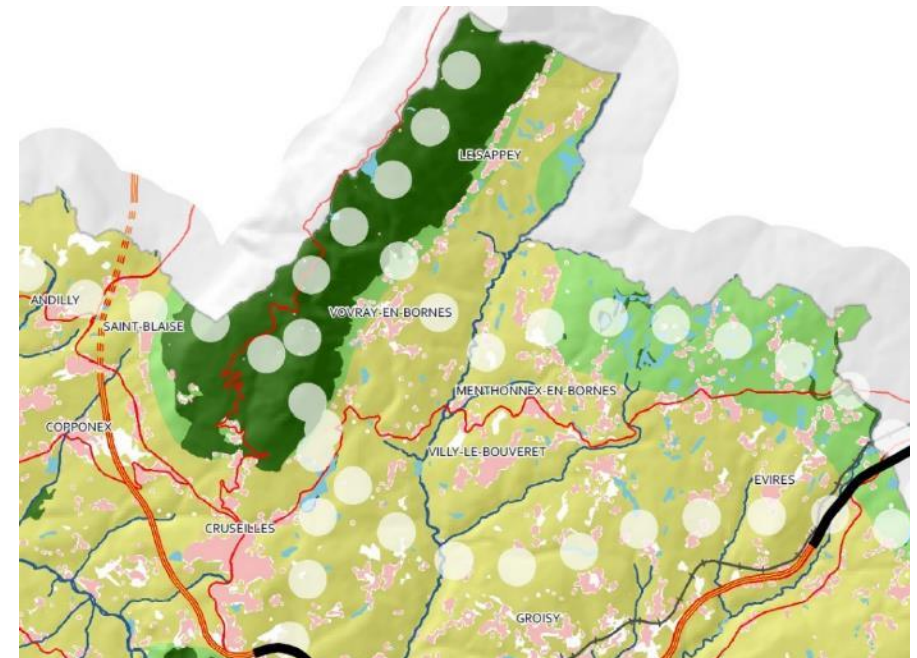 LE SAPPEY
ANDILLY
SAINT-BLAISE
VOVRAY-EN-BORNES
MENTHONNEX-EN-BORNES
COPPONEX
VILLY-LE-BOUVERET
EVIRES
CRUSEILLES
GROISY